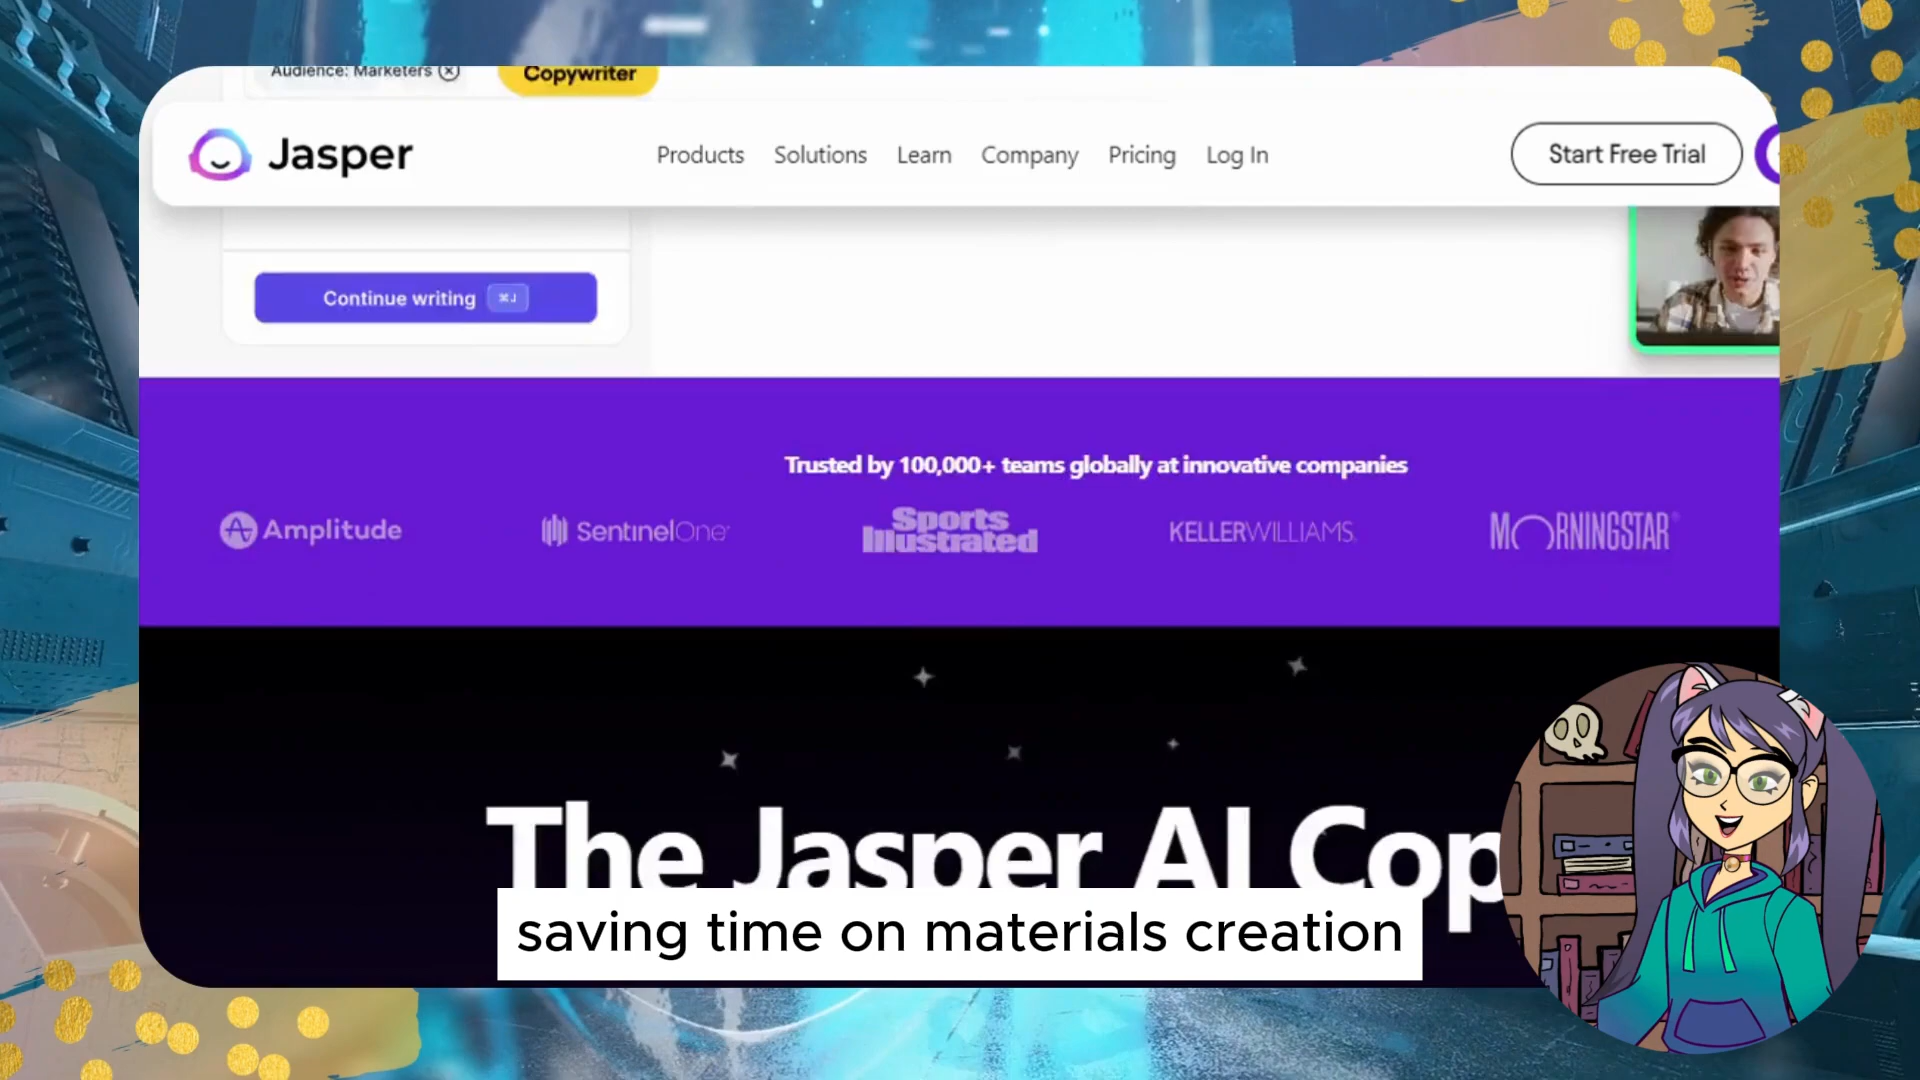 Audience: Marketers
Copywriter
Jasper
Products Solutions Learn Company Pricing Log In
Start Free Trial
Continue writing ⌘J
Trusted by 100,000+ teams globally at innovative companies
Amplitude
SentinelOne
Sports Illustrated
KELLERWILLIAMS.
MORNINGSTAR
The Jasper AI Cop
saving time on materials creation